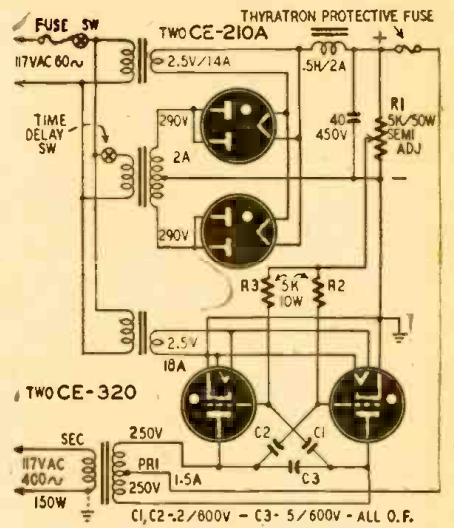 THYRATRON PROTECTIVE FUSE
FUSE SW
TWO CE-210A
+
117VAC 60~
2.5V/14A
.5H/2A
R1
5K/50W
SEMI
ADJ
TIME
DELAY
SW
290V
40
450V
2A
−
290V
R3 5K R2
10W
2.5V
18A
TWO CE-320
SEC
250V
C2 C1
117VAC
400~
PRI
1.5A
C3
150W
250V
C1,C2-.2/600V - C3- 5/600V - ALL O.F.